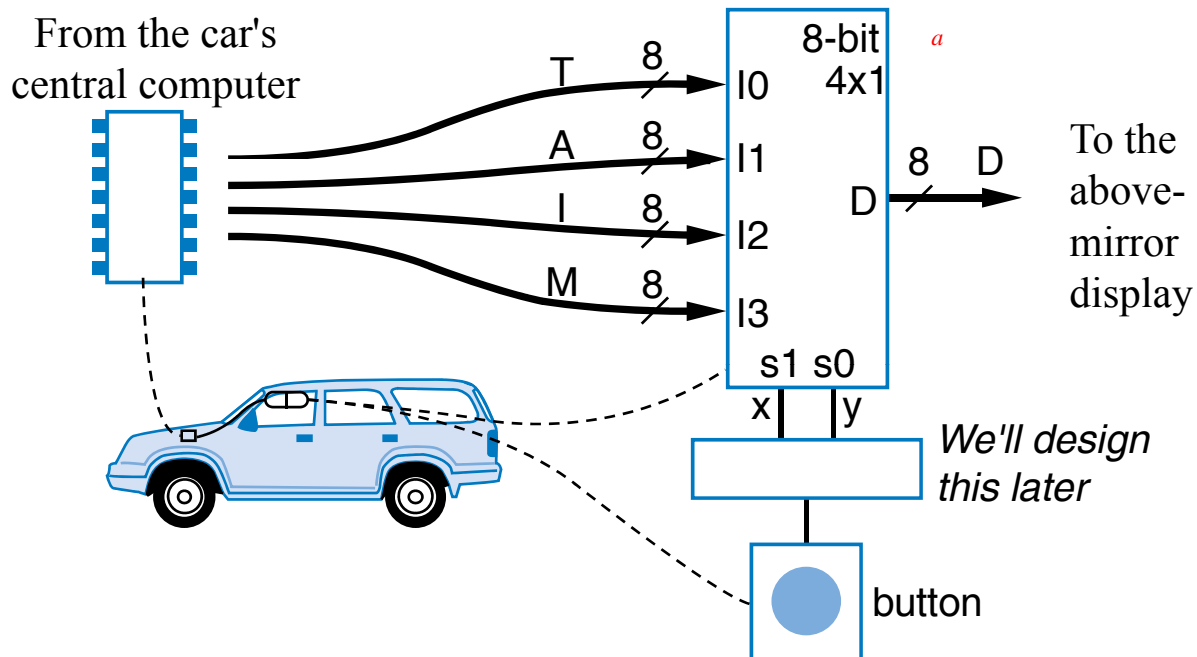 From the car's
central computer
T
8
A
8
I
8
M
8
I0
I1
I2
I3
8-bit
4x1
D
s1 s0
a
8
D
To the
above-
mirror
display
x
y
We'll design
this later
button